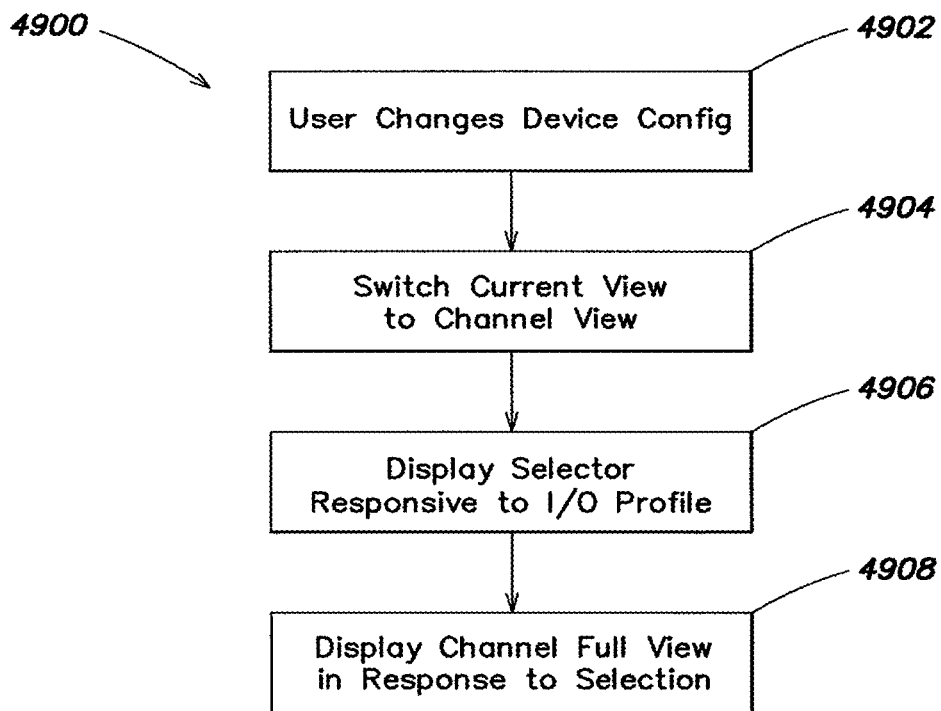 4900
4902
User Changes Device Config
4904
Switch Current View
to Channel View
4906
Display Selector
Responsive to I/O Profile
4908
Display Channel Full View
in Response to Selection